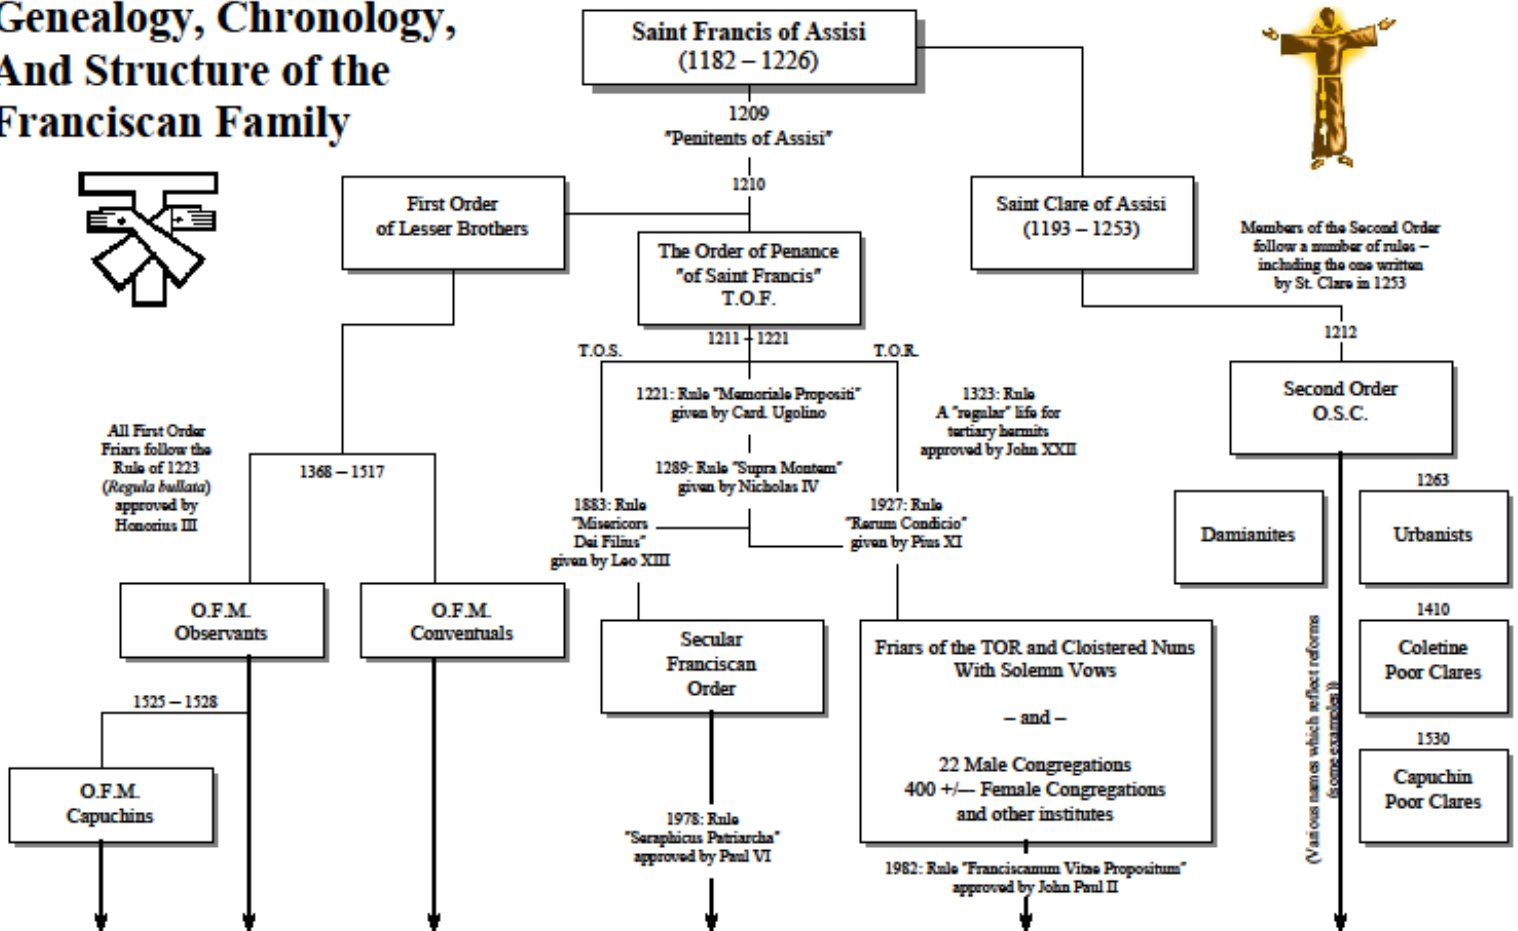 Genealogy, Chronology,
And Structure of the
Franciscan Family
Saint Francis of Assisi
(1182 – 1226)
1209
"Penitents of Assisi"
1210
First Order
of Lesser Brothers
The Order of Penance
"of Saint Francis"
T.O.F.
Saint Clare of Assisi
(1193 – 1253)
Members of the Second Order
follow a number of rules –
including the one written
by St. Clare in 1253
1211 – 1221
T.O.S.
T.O.R.
1212
Second Order
O.S.C.
1221: Rule "Memoriale Propositi"
given by Card. Ugolino
1323: Rule
A "regular" life for
tertiary hermits
approved by John XXII
All First Order
Friars follow the
Rule of 1223
(Regula bullata)
approved by
Honorius III
1368 – 1517
1289: Rule "Supra Montem"
given by Nicholas IV
1883: Rule
"Misericors
Dei Filius"
given by Leo XIII
1927: Rule
"Rerum Condicio"
given by Pius XI
Damianites
1263
Urbanists
O.F.M.
Observants
O.F.M.
Conventuals
Secular
Franciscan
Order
Friars of the TOR and Cloistered Nuns
With Solemn Vows
– and –
22 Male Congregations
400 +/–- Female Congregations
and other institutes
1410
Coletine
Poor Clares
1525 – 1528
O.F.M.
Capuchins
1530
Capuchin
Poor Clares
(Various names which reflect reforms
(some examples))
1978: Rule
"Seraphicus Patriarcha"
approved by Paul VI
1982: Rule "Franciscanum Vitae Propositum"
approved by John Paul II